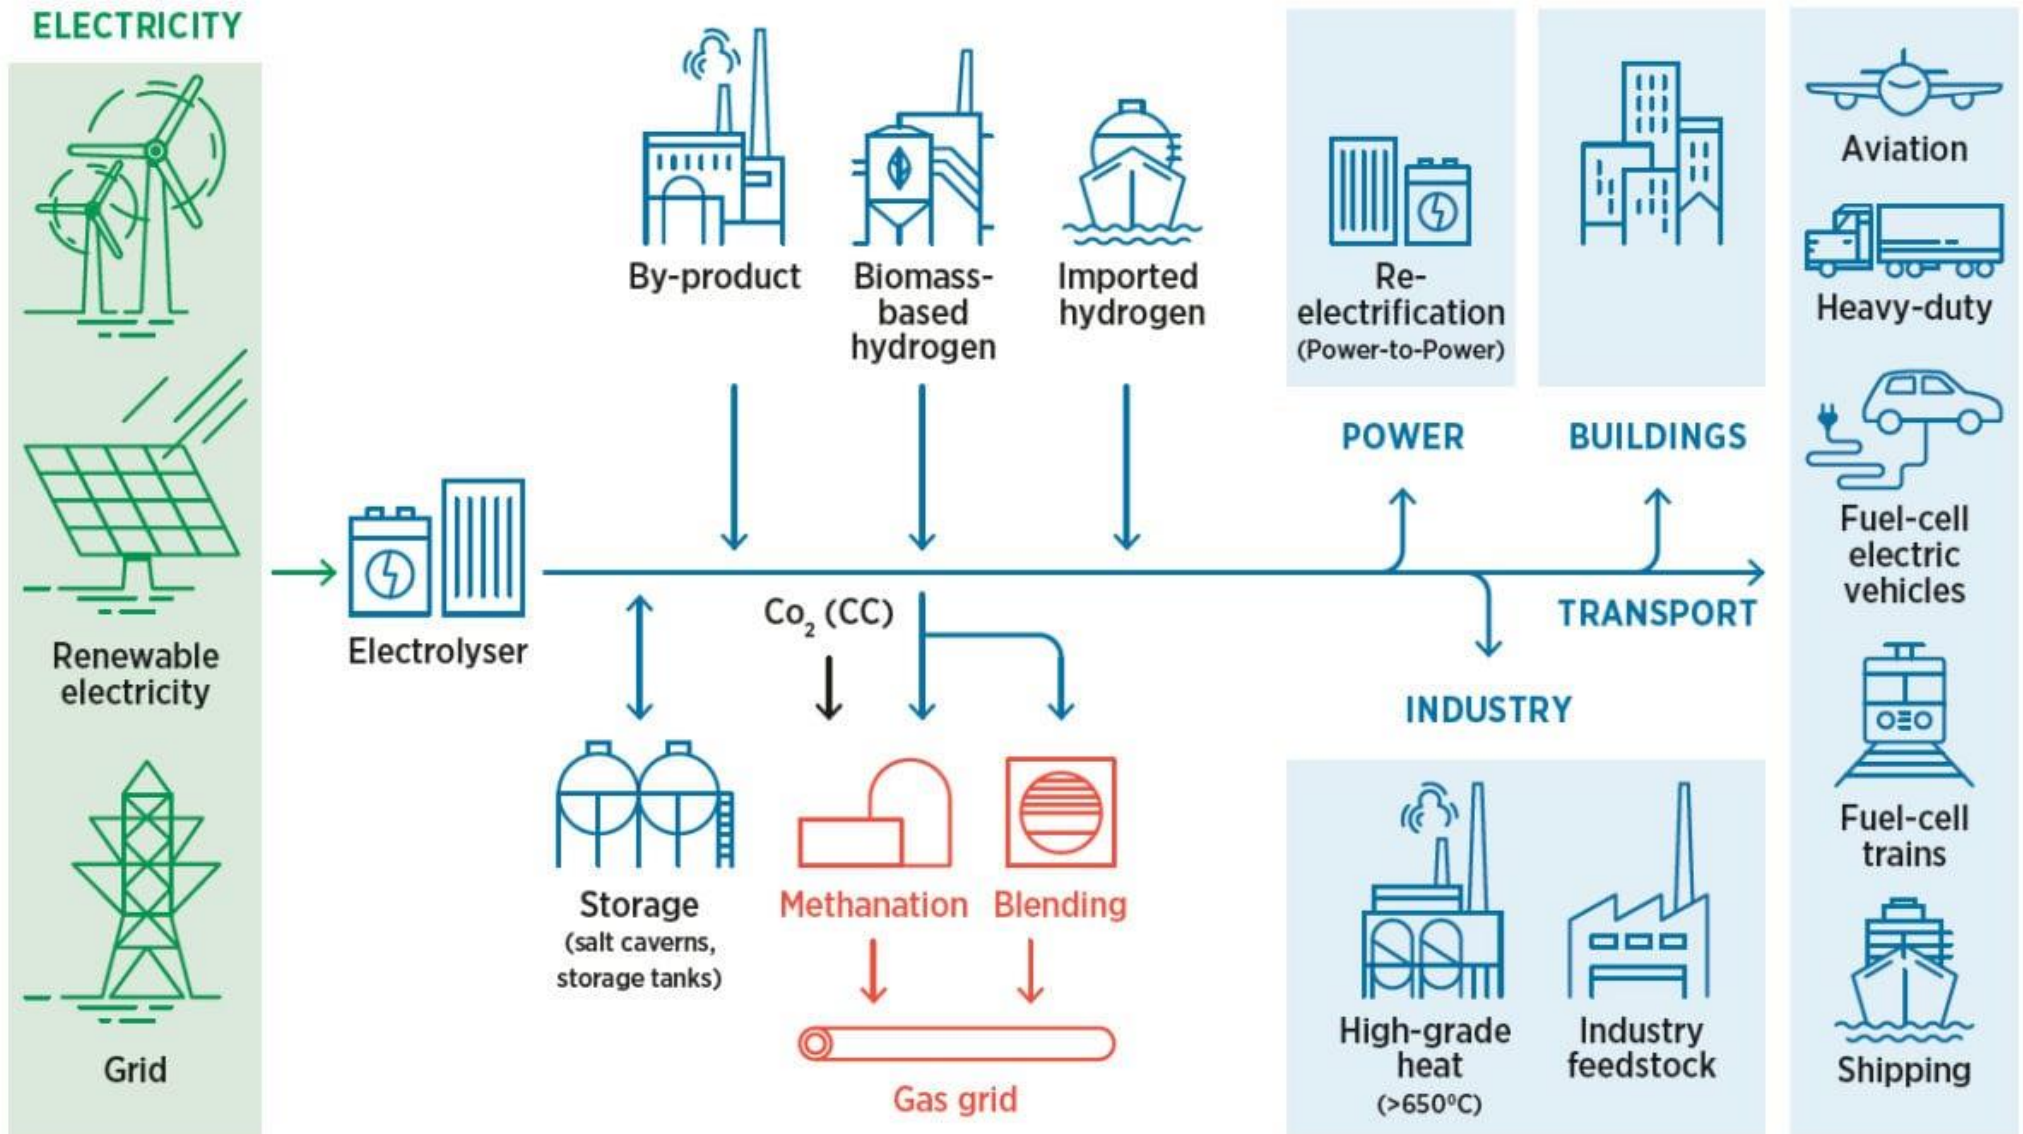 ELECTRICITY
Renewable
electricity
Grid
Electrolyser
By-product
Biomass-
based
hydrogen
Imported
hydrogen
Co₂ (CC)
Storage
(salt caverns,
storage tanks)
Methanation
Blending
Gas grid
Re-
electrification
(Power-to-Power)
POWER
BUILDINGS
TRANSPORT
INDUSTRY
High-grade
heat
(>650ºC)
Industry
feedstock
Aviation
Heavy-duty
Fuel-cell
electric
vehicles
Fuel-cell
trains
Shipping